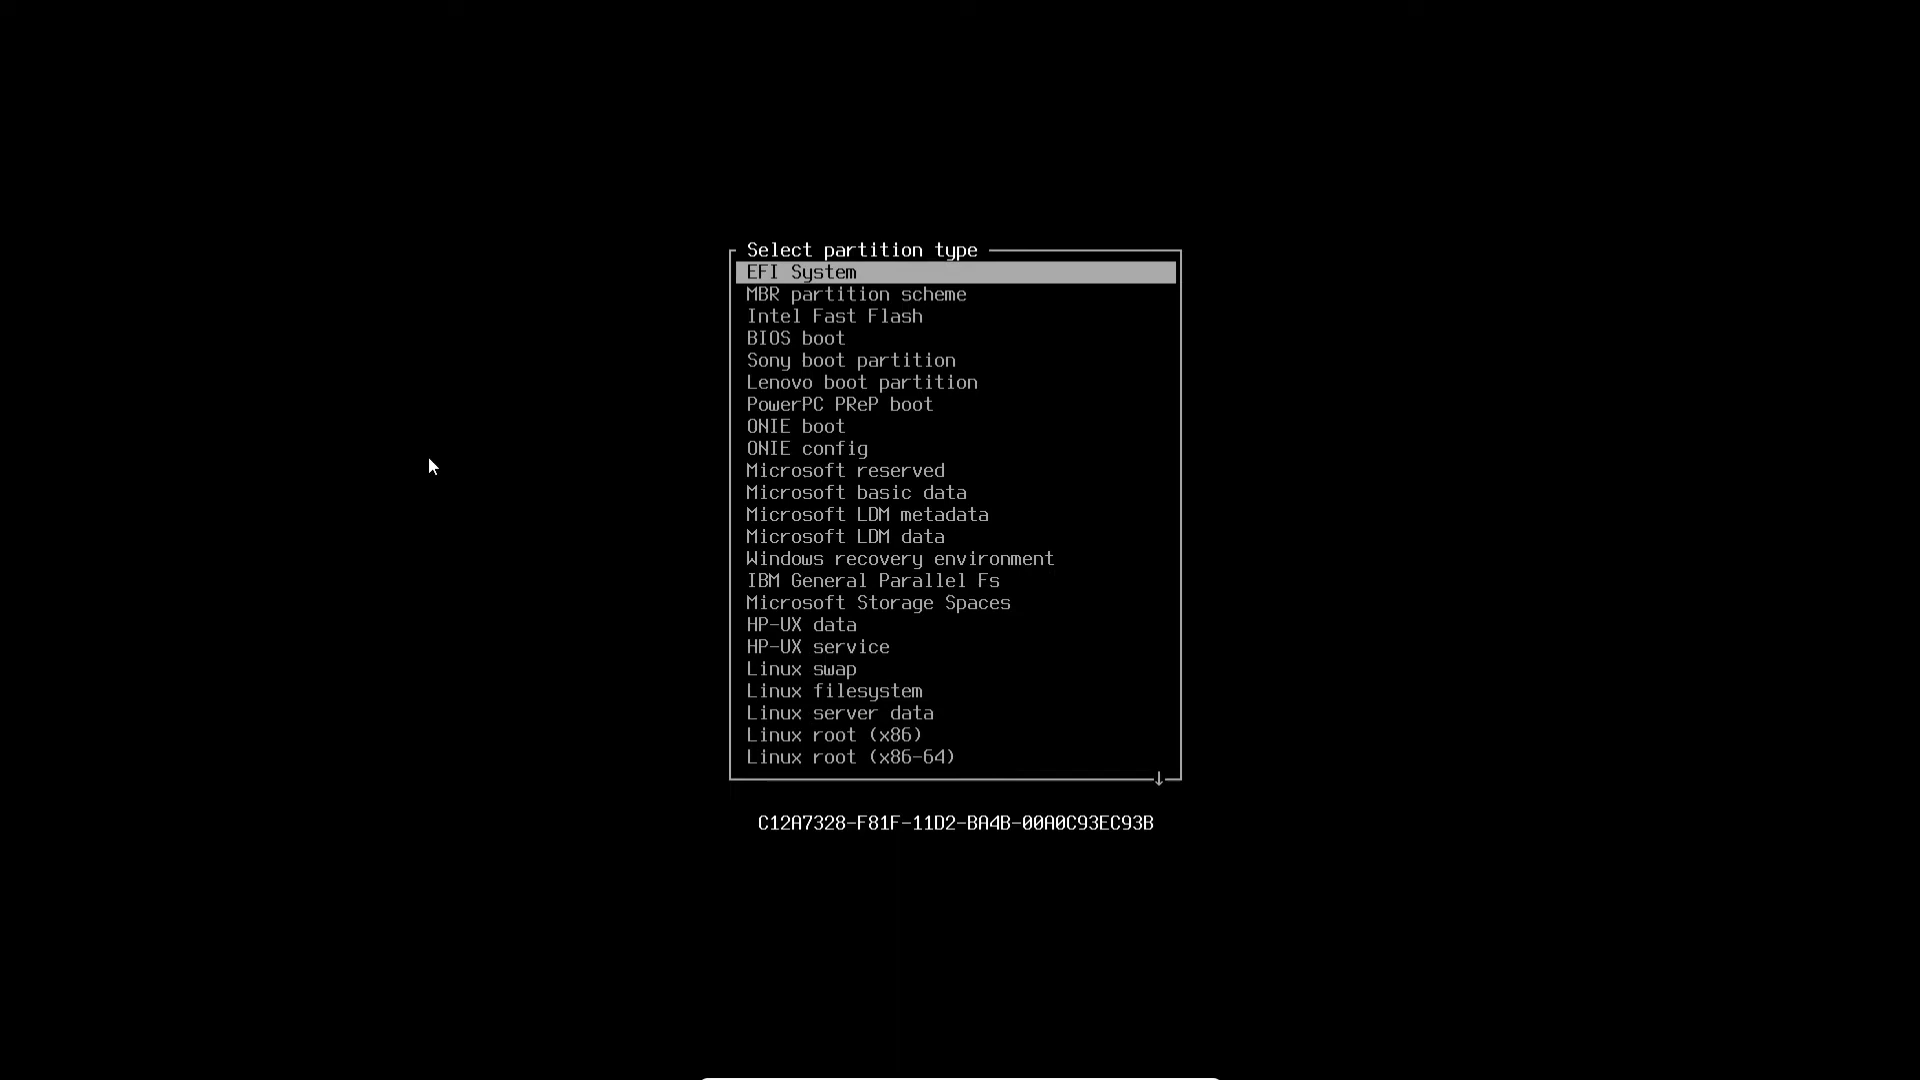 Select partition type
EFI System
MBR partition scheme
Intel Fast Flash
BIOS boot
Sony boot partition
Lenovo boot partition
PowerPC PReP boot
ONIE boot
ONIE config
Microsoft reserved
Microsoft basic data
Microsoft LDM metadata
Microsoft LDM data
Windows recovery environment
IBM General Parallel Fs
Microsoft Storage Spaces
HP-UX data
HP-UX service
Linux swap
Linux filesystem
Linux server data
Linux root (x86)
Linux root (x86-64)
C12A7328-F81F-11D2-BA4B-00A0C93EC93B